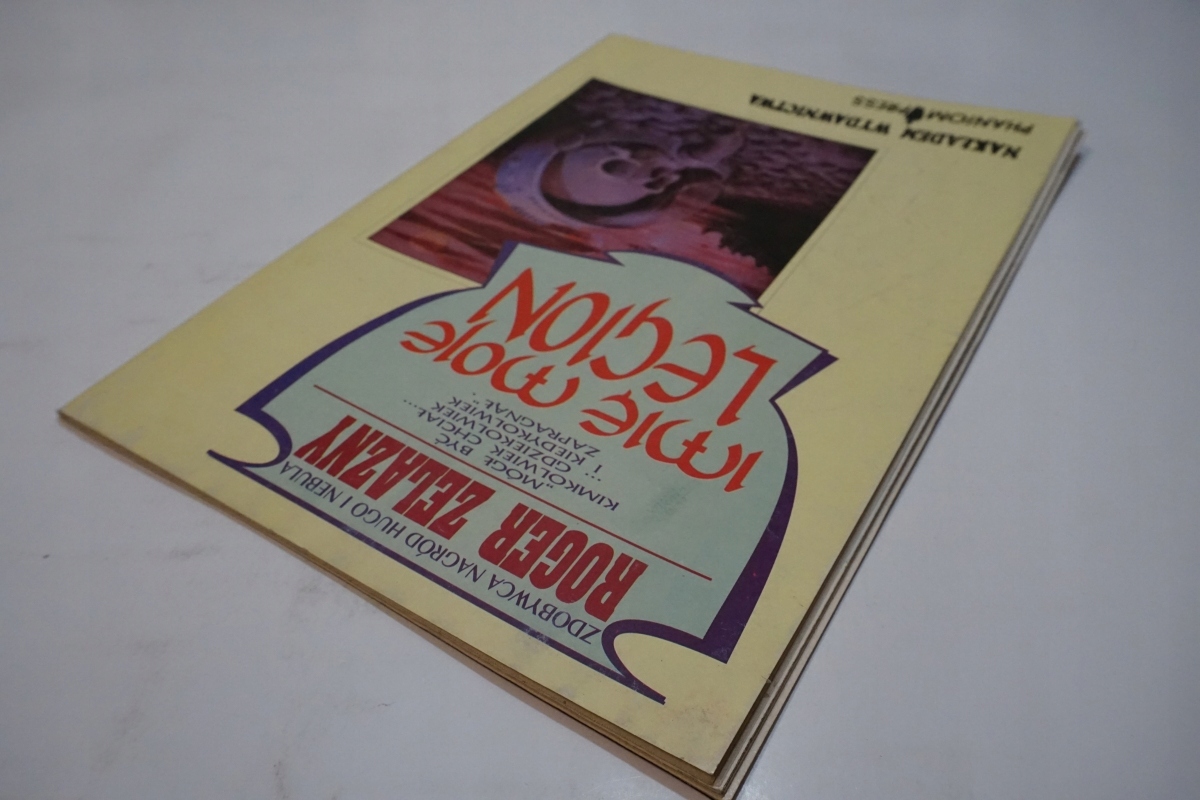 ZDOBYWCA NAGRÓD HUGO I NEBULA
ROGER ZELAZNY
„MÓGŁ BYĆ
KIMKOLWIEK CHCIAŁ...
... GDZIEKOLWIEK
I KIEDYKOLWIEK
ZAPRAGNĄŁ”.
IMIĘ MOJE
LEGION
NAKŁADEM WYDAWNICTWA
PHANTOM PRESS